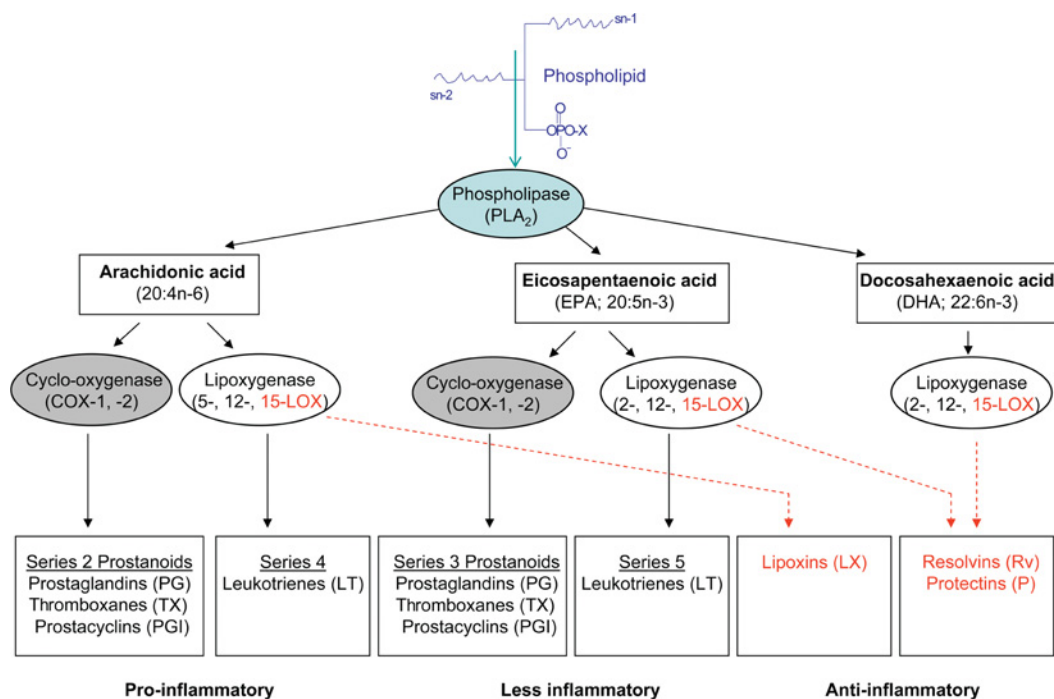 sn-1
Phospholipid
sn-2
O
OPO-X
O⁻
Phospholipase
(PLA₂)
Arachidonic acid
(20:4n-6)
Eicosapentaenoic acid
(EPA; 20:5n-3)
Docosahexaenoic acid
(DHA; 22:6n-3)
Cyclo-oxygenase
(COX-1, -2)
Lipoxygenase
(5-, 12-, 15-LOX)
Cyclo-oxygenase
(COX-1, -2)
Lipoxygenase
(2-, 12-, 15-LOX)
Lipoxygenase
(2-, 12-, 15-LOX)
Series 2 Prostanoids
Prostaglandins (PG)
Thromboxanes (TX)
Prostacyclins (PGI)
Series 4
Leukotrienes (LT)
Series 3 Prostanoids
Prostaglandins (PG)
Thromboxanes (TX)
Prostacyclins (PGI)
Series 5
Leukotrienes (LT)
Lipoxins (LX)
Resolvins (Rv)
Protectins (P)
Pro-inflammatory
Less inflammatory
Anti-inflammatory